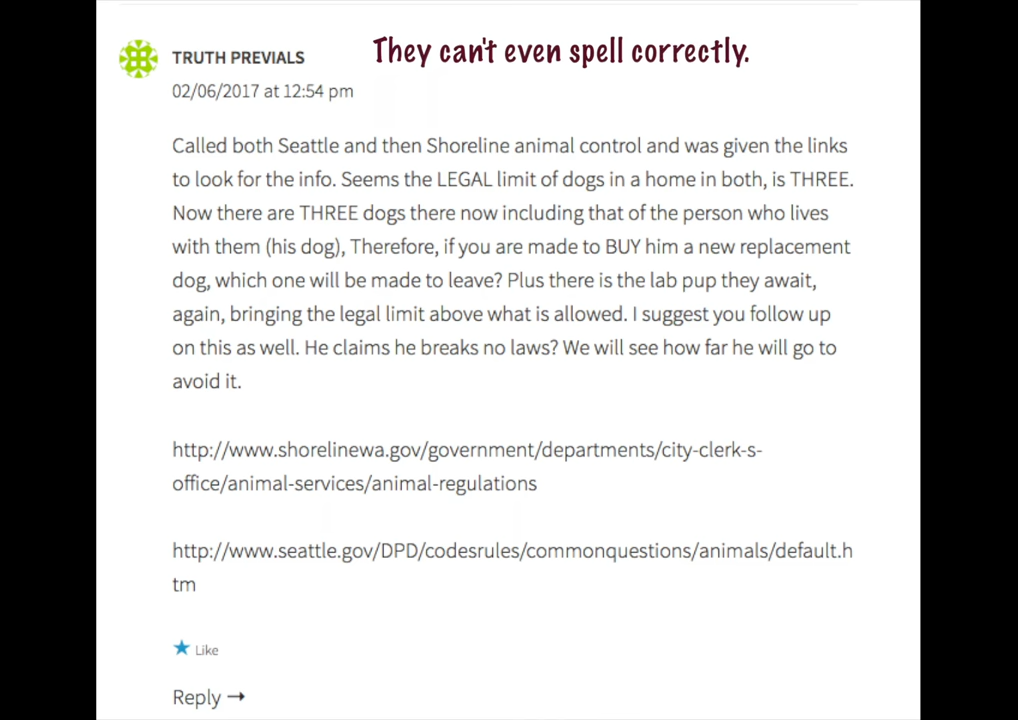 They can't even spell correctly.
TRUTH PREVIALS
02/06/2017 at 12:54 pm
Called both Seattle and then Shoreline animal control and was given the links
to look for the info. Seems the LEGAL limit of dogs in a home in both, is THREE.
Now there are THREE dogs there now including that of the person who lives
with them (his dog), Therefore, if you are made to BUY him a new replacement
dog, which one will be made to leave? Plus there is the lab pup they await,
again, bringing the legal limit above what is allowed. I suggest you follow up
on this as well. He claims he breaks no laws? We will see how far he will go to
avoid it.
http://www.shorelinewa.gov/government/departments/city-clerk-s-
office/animal-services/animal-regulations
http://www.seattle.gov/DPD/codesrules/commonquestions/animals/default.h
tm
Like
Reply →